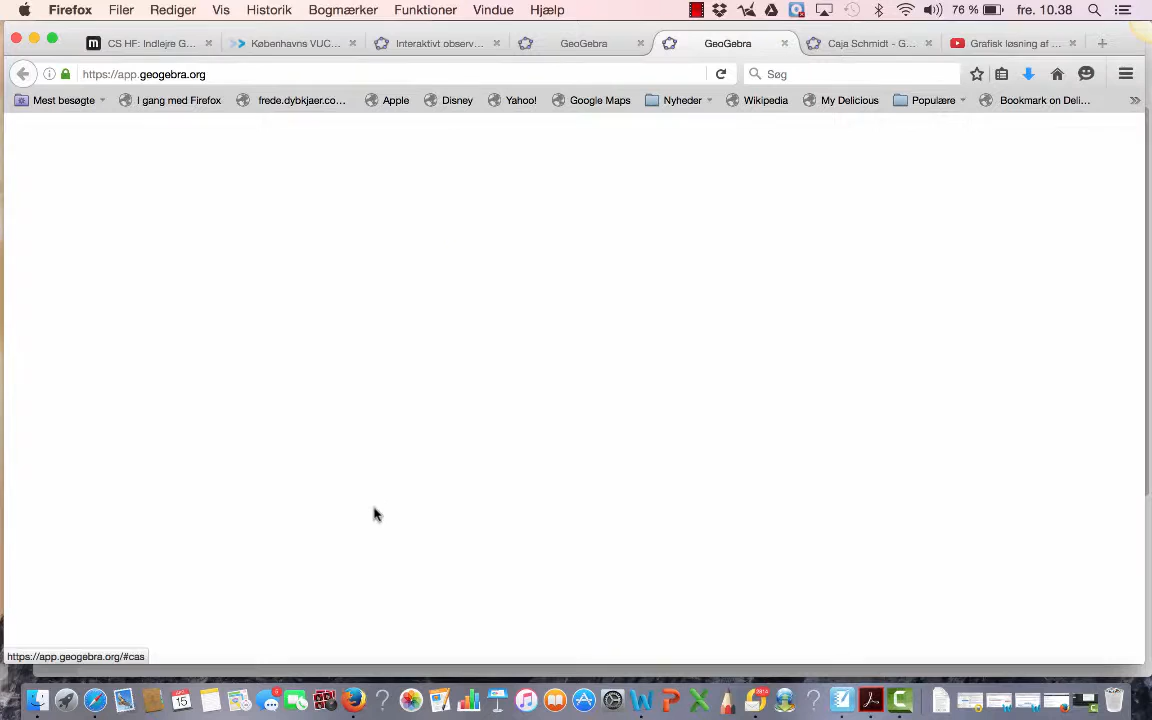 Firefox Filer Rediger Vis Historik Bogmærker Funktioner Vindue Hjælp 76 % fre. 10.38
CS HF: Indlejre G... Københavns VUC... Interaktivt observ... GeoGebra GeoGebra Caja Schmidt - G... Grafisk løsning af ...
https://app.geogebra.org Søg
Mest besøgte I gang med Firefox frede.dybkjaer.co... Apple Disney Yahoo! Google Maps Nyheder Wikipedia My Delicious Populære Bookmark on Deli...
https://app.geogebra.org/#cas
15